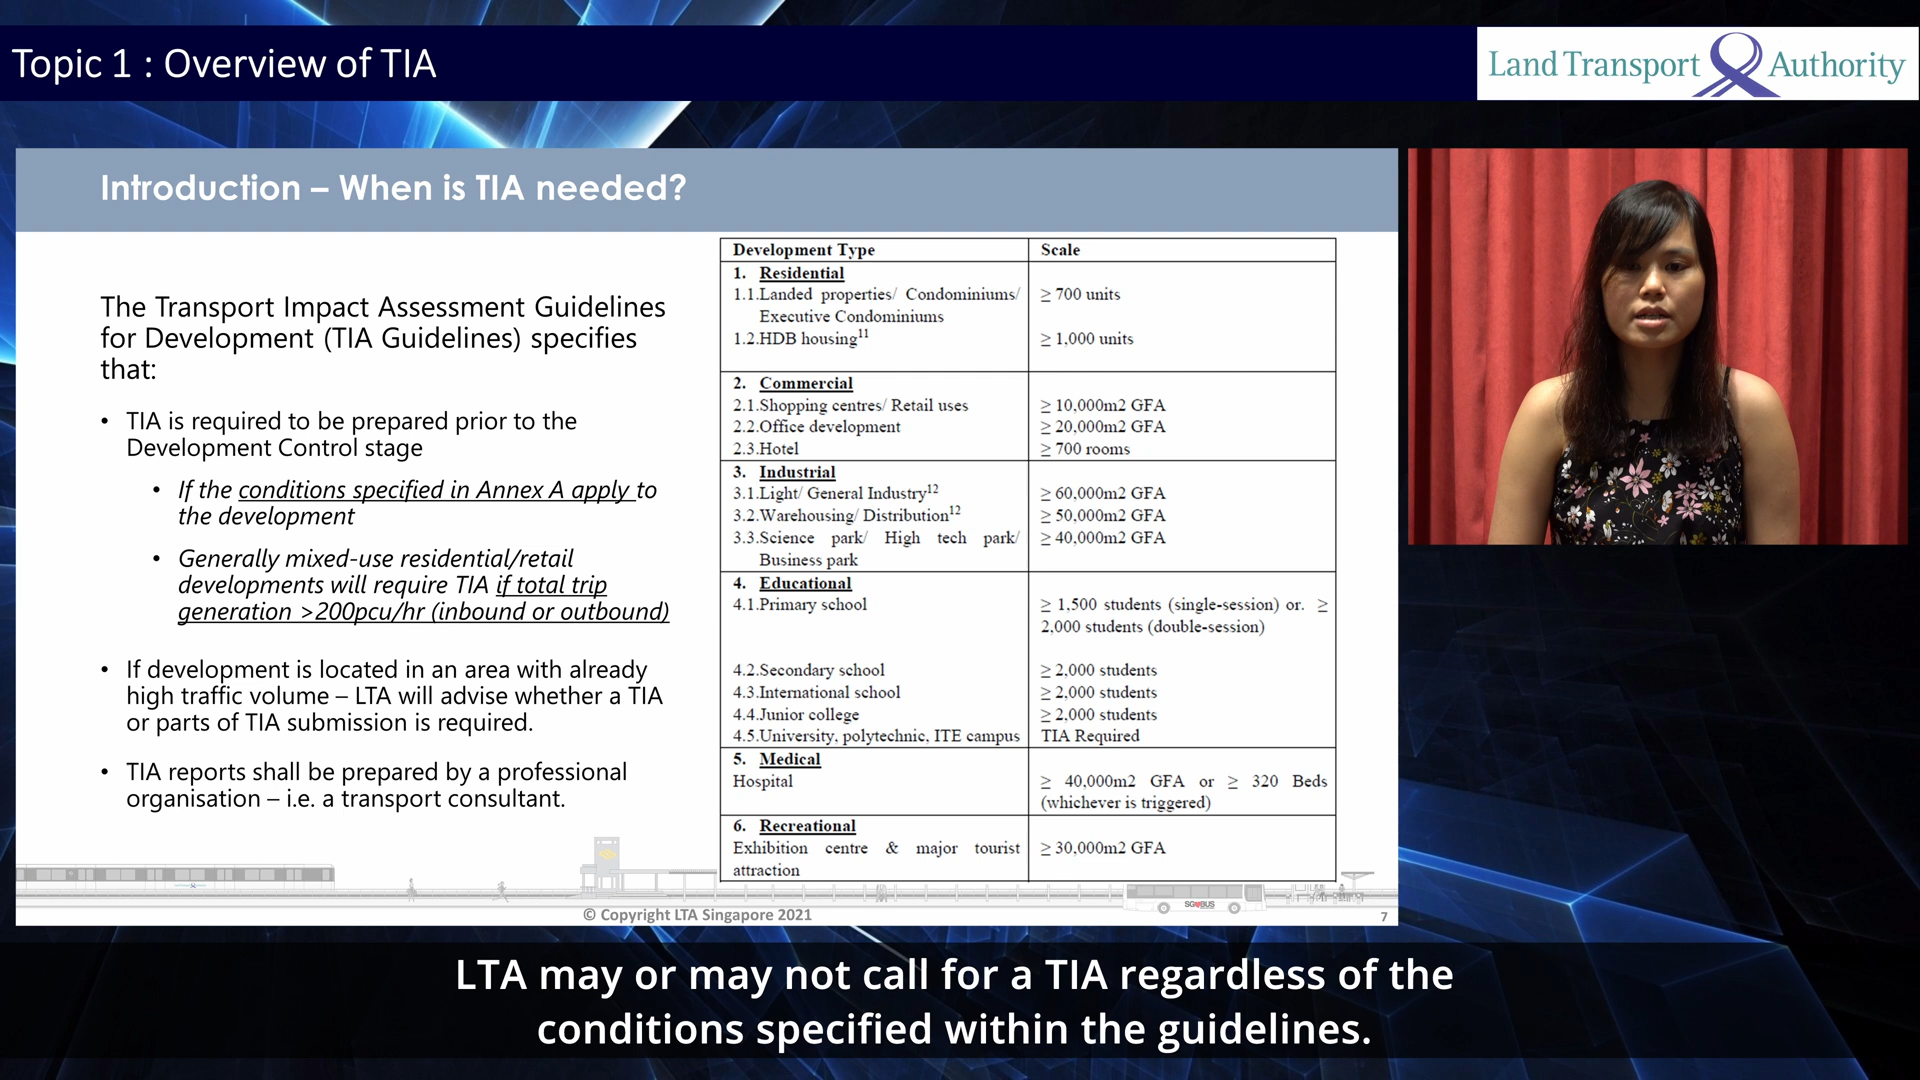 Topic 1 : Overview of TIA
Land Transport Authority
Introduction – When is TIA needed?
The Transport Impact Assessment Guidelines
for Development (TIA Guidelines) specifies
that:
• TIA is required to be prepared prior to the
Development Control stage
• If the conditions specified in Annex A apply to
the development
• Generally mixed-use residential/retail
developments will require TIA if total trip
generation >200pcu/hr (inbound or outbound)
• If development is located in an area with already
high traffic volume – LTA will advise whether a TIA
or parts of TIA submission is required.
• TIA reports shall be prepared by a professional
organisation – i.e. a transport consultant.
Development Type Scale
1. Residential
1.1.Landed properties/ Condominiums/ ≥ 700 units
Executive Condominiums
1.2.HDB housing11 ≥ 1,000 units
2. Commercial
2.1.Shopping centres/ Retail uses ≥ 10,000m2 GFA
2.2.Office development ≥ 20,000m2 GFA
2.3.Hotel ≥ 700 rooms
3. Industrial
3.1.Light/ General Industry12 ≥ 60,000m2 GFA
3.2.Warehousing/ Distribution12 ≥ 50,000m2 GFA
3.3.Science park/ High tech park/ ≥ 40,000m2 GFA
Business park
4. Educational
4.1.Primary school ≥ 1,500 students (single-session) or. ≥
2,000 students (double-session)
4.2.Secondary school ≥ 2,000 students
4.3.International school ≥ 2,000 students
4.4.Junior college ≥ 2,000 students
4.5.University, polytechnic, ITE campus TIA Required
5. Medical
Hospital ≥ 40,000m2 GFA or ≥ 320 Beds
(whichever is triggered)
6. Recreational
Exhibition centre & major tourist ≥ 30,000m2 GFA
attraction
SG♥BUS
© Copyright LTA Singapore 2021
7
LTA may or may not call for a TIA regardless of the
conditions specified within the guidelines.